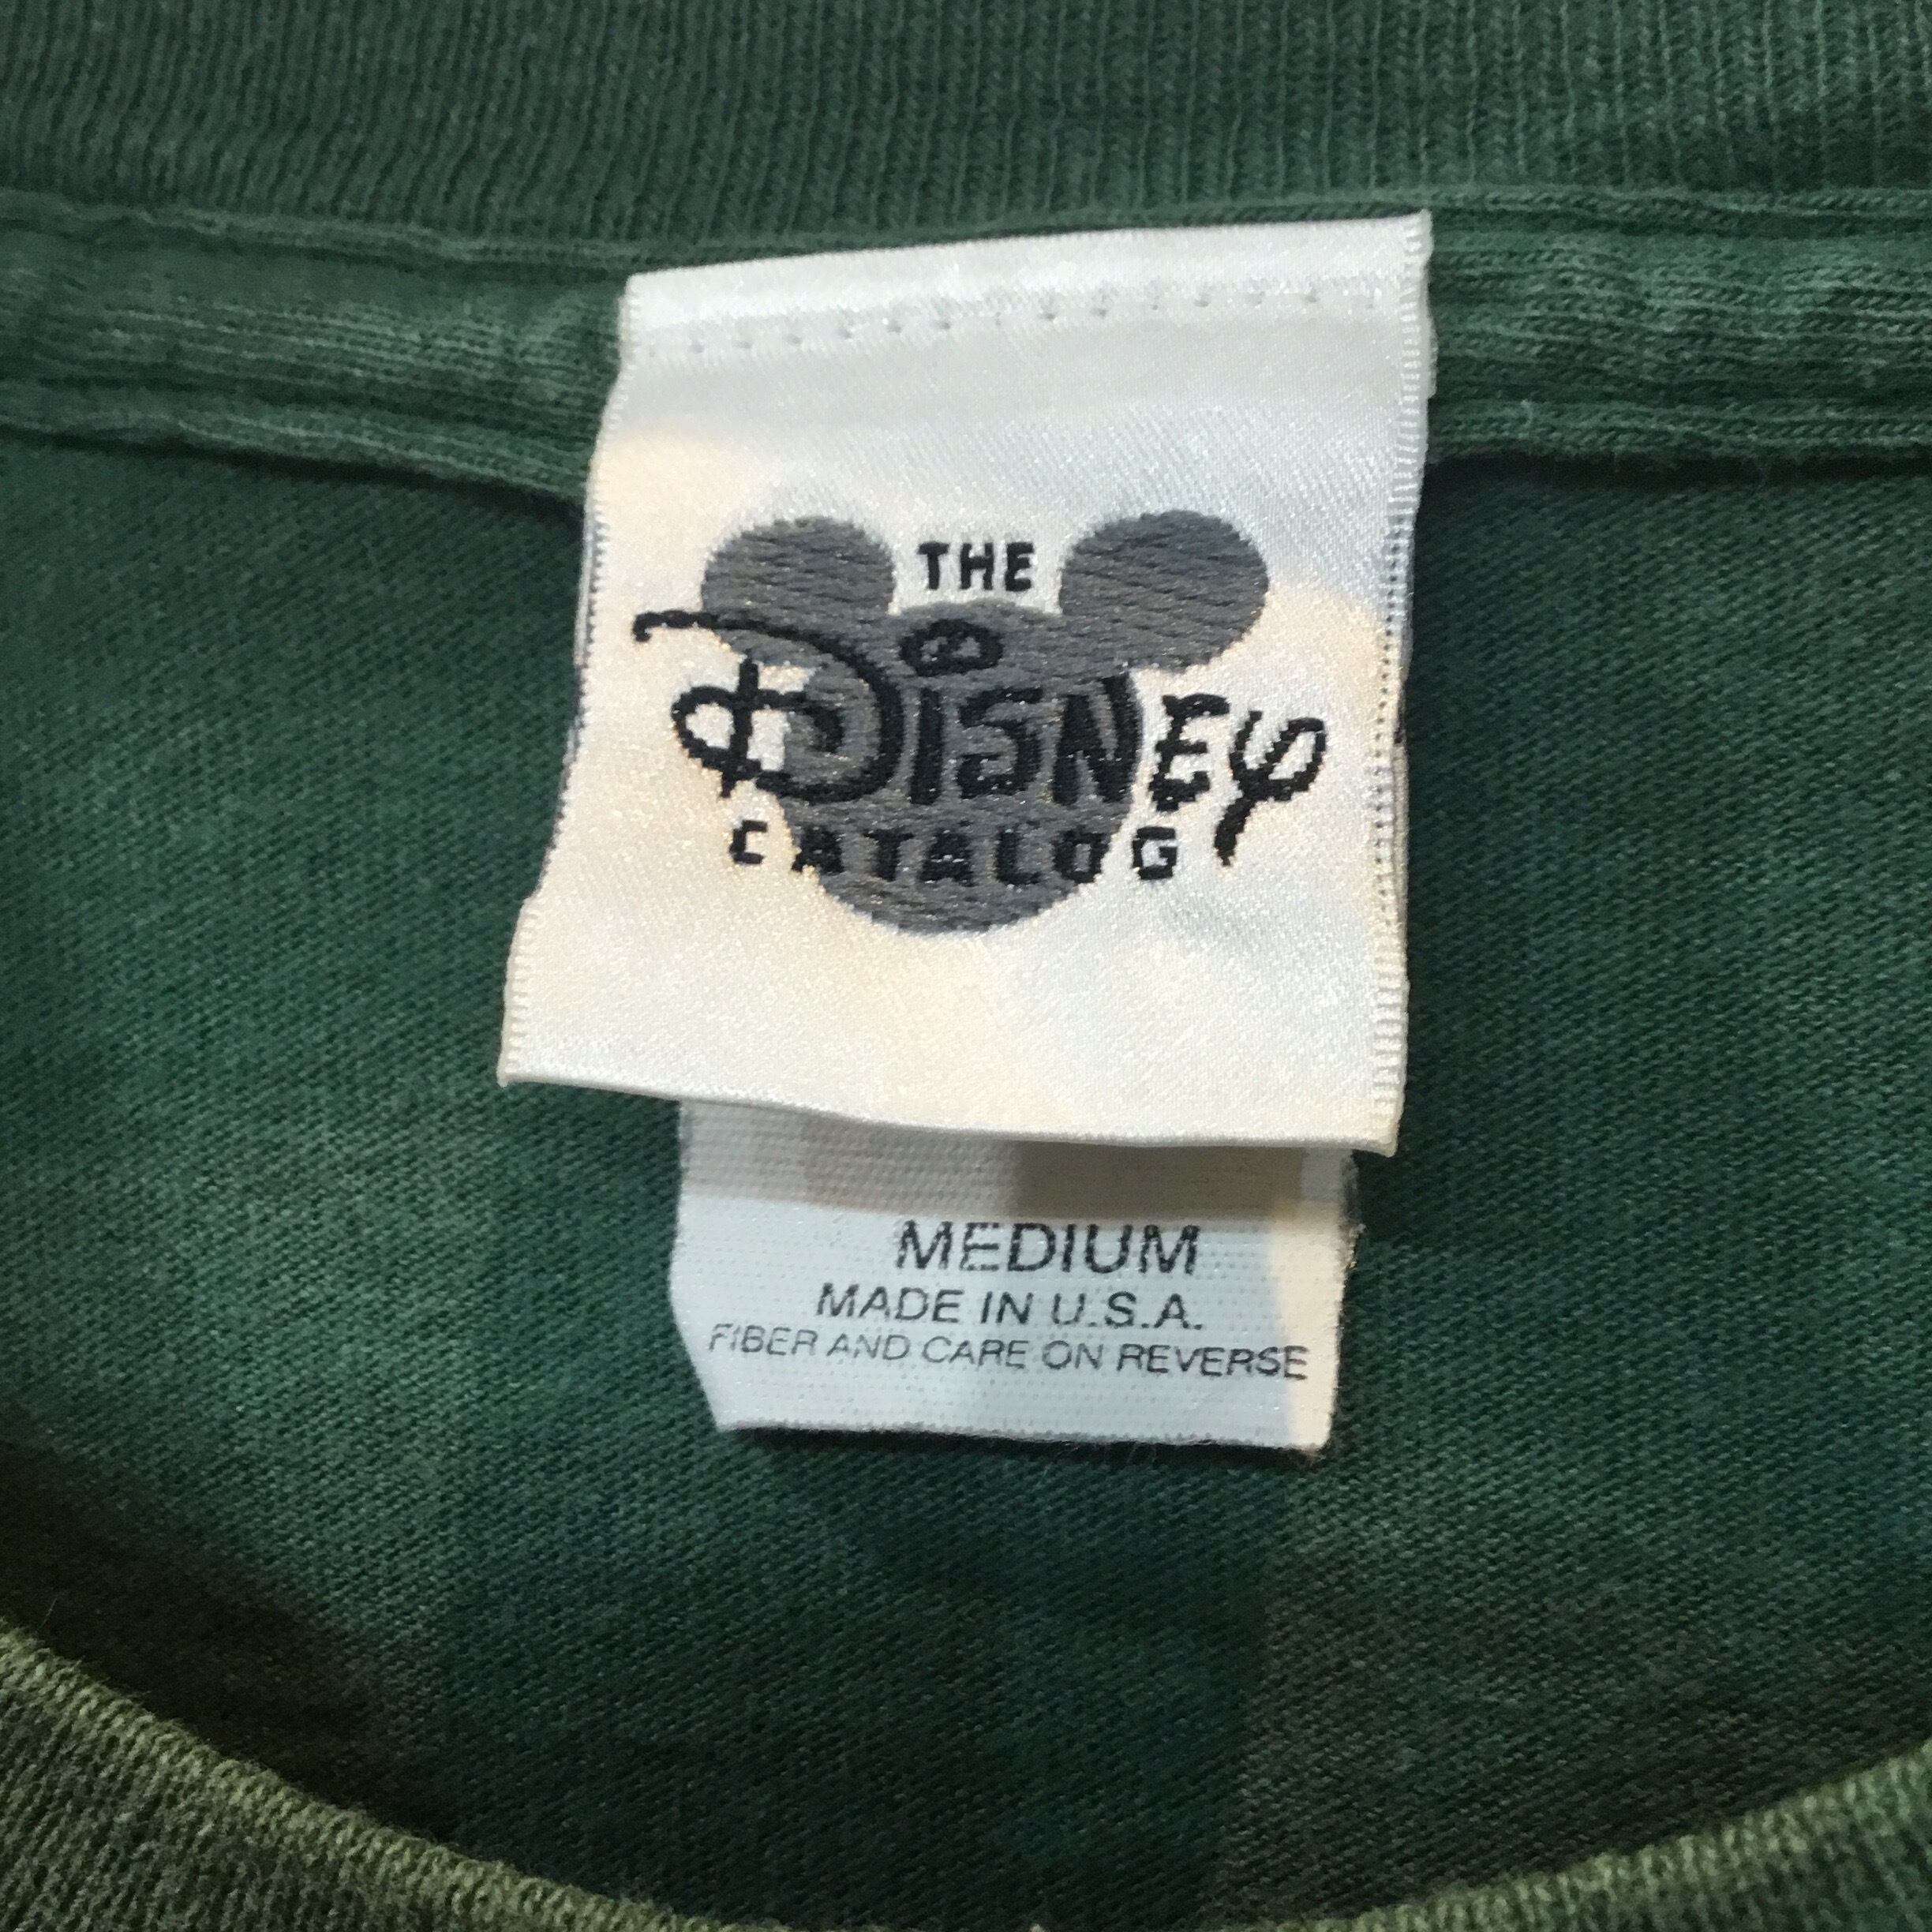 THE
DiSNEY
CATALOG
MEDIUM
MADE IN U.S.A.
FIBER AND CARE ON REVERSE